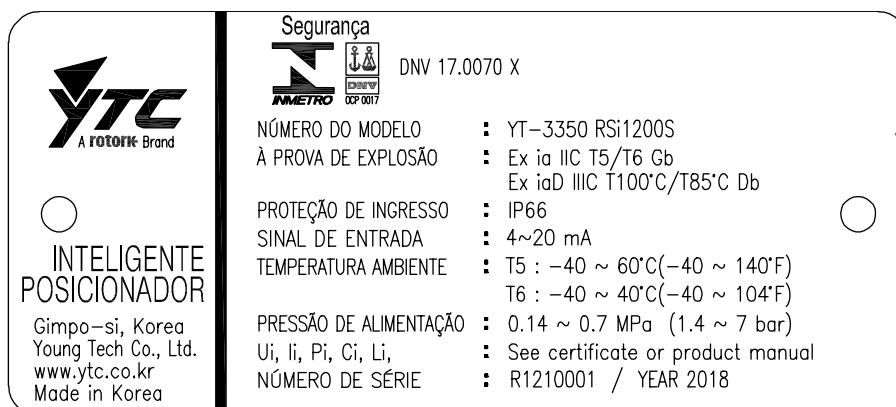 YTC
A rotork Brand
INTELIGENTE
POSICIONADOR
Gimpo-si, Korea
Young Tech Co., Ltd.
www.ytc.co.kr
Made in Korea
Segurança
INMETRO
DNV
OCP 0017
DNV 17.0070 X
NÚMERO DO MODELO : YT-3350 RSi1200S
À PROVA DE EXPLOSÃO : Ex ia IIC T5/T6 Gb
Ex iaD IIIC T100°C/T85°C Db
PROTEÇÃO DE INGRESSO : IP66
SINAL DE ENTRADA : 4~20 mA
TEMPERATURA AMBIENTE : T5 : -40 ~ 60°C(-40 ~ 140°F)
T6 : -40 ~ 40°C(-40 ~ 104°F)
PRESSÃO DE ALIMENTAÇÃO : 0.14 ~ 0.7 MPa (1.4 ~ 7 bar)
Ui, Ii, Pi, Ci, Li, : See certificate or product manual
NÚMERO DE SÉRIE : R1210001 / YEAR 2018